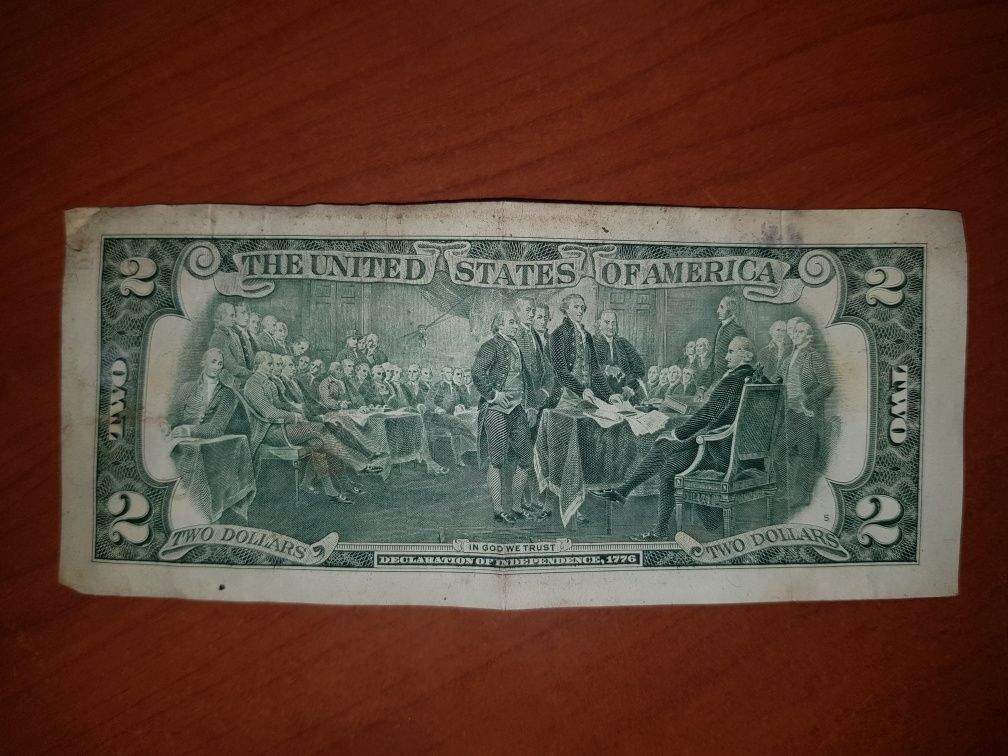 2 THE UNITED STATES OF AMERICA 2
TWO TWO
5
2 TWO DOLLARS IN GOD WE TRUST TWO DOLLARS 2
DECLARATION OF INDEPENDENCE, 1776